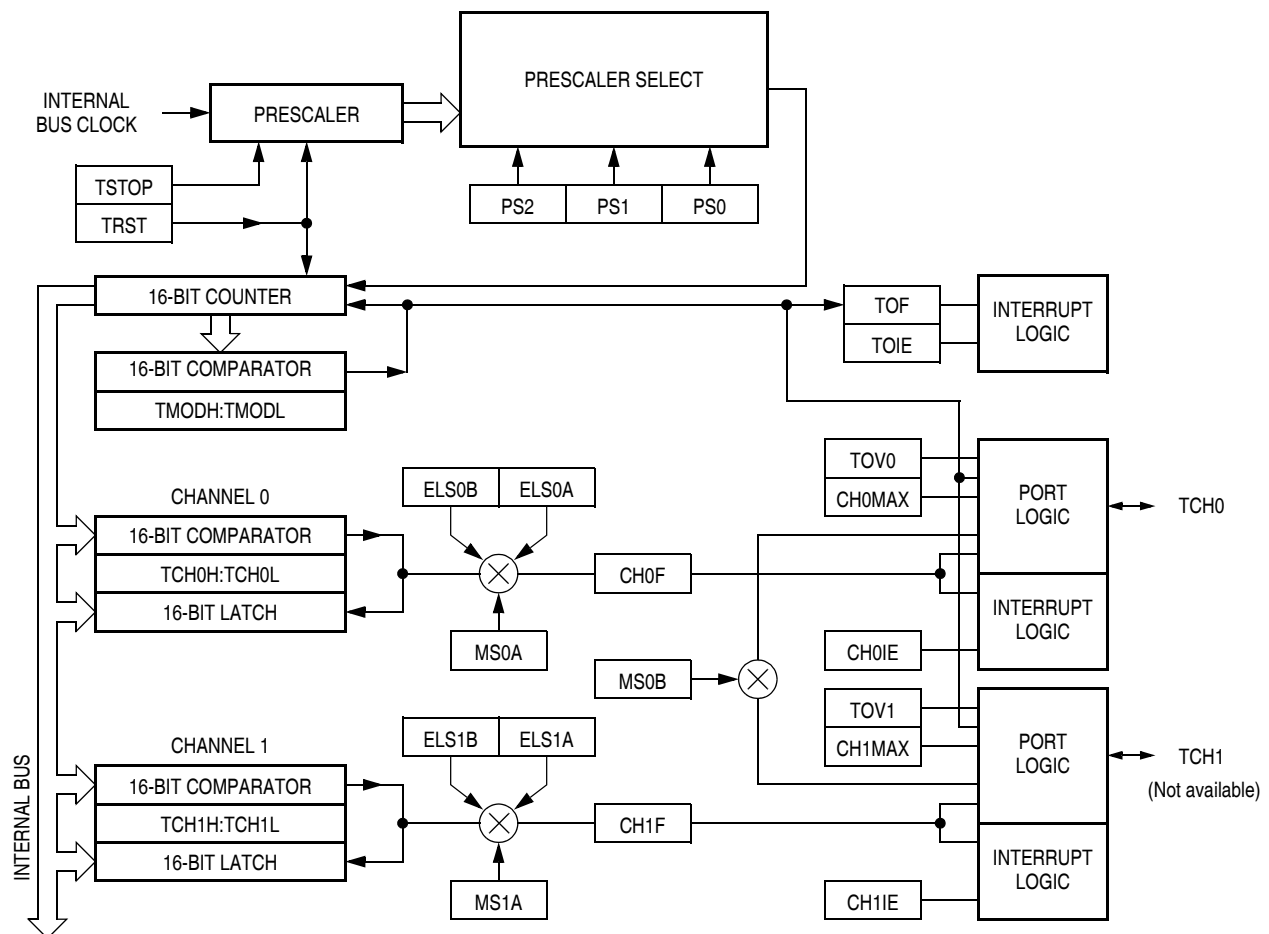 PRESCALER SELECT
INTERNAL
BUS CLOCK
PRESCALER
TSTOP
TRST
PS2
PS1
PS0
16-BIT COUNTER
16-BIT COMPARATOR
TMODH:TMODL
TOF
TOIE
INTERRUPT
LOGIC
CHANNEL 0
16-BIT COMPARATOR
TCH0H:TCH0L
16-BIT LATCH
ELS0B
ELS0A
MS0A
CH0F
TOV0
CH0MAX
PORT
LOGIC
TCH0
INTERRUPT
LOGIC
CH0IE
MS0B
CHANNEL 1
16-BIT COMPARATOR
TCH1H:TCH1L
16-BIT LATCH
ELS1B
ELS1A
MS1A
CH1F
TOV1
CH1MAX
PORT
LOGIC
TCH1
(Not available)
INTERRUPT
LOGIC
CH1IE
INTERNAL BUS